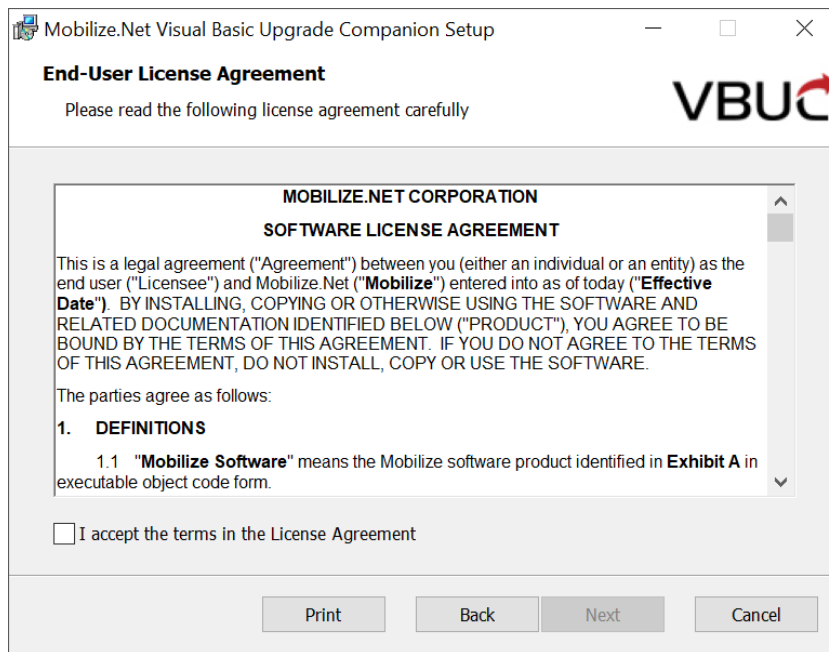 Mobilize.Net Visual Basic Upgrade Companion Setup
End-User License Agreement
Please read the following license agreement carefully
VBUC
MOBILIZE.NET CORPORATION
SOFTWARE LICENSE AGREEMENT
This is a legal agreement ("Agreement") between you (either an individual or an entity) as the
end user ("Licensee") and Mobilize.Net ("Mobilize") entered into as of today ("Effective
Date").  BY INSTALLING, COPYING OR OTHERWISE USING THE SOFTWARE AND
RELATED DOCUMENTATION IDENTIFIED BELOW ("PRODUCT"), YOU AGREE TO BE
BOUND BY THE TERMS OF THIS AGREEMENT.  IF YOU DO NOT AGREE TO THE TERMS
OF THIS AGREEMENT, DO NOT INSTALL, COPY OR USE THE SOFTWARE.
The parties agree as follows:
1. DEFINITIONS
1.1 "Mobilize Software" means the Mobilize software product identified in Exhibit A in
executable object code form.
I accept the terms in the License Agreement
Print Back Next Cancel